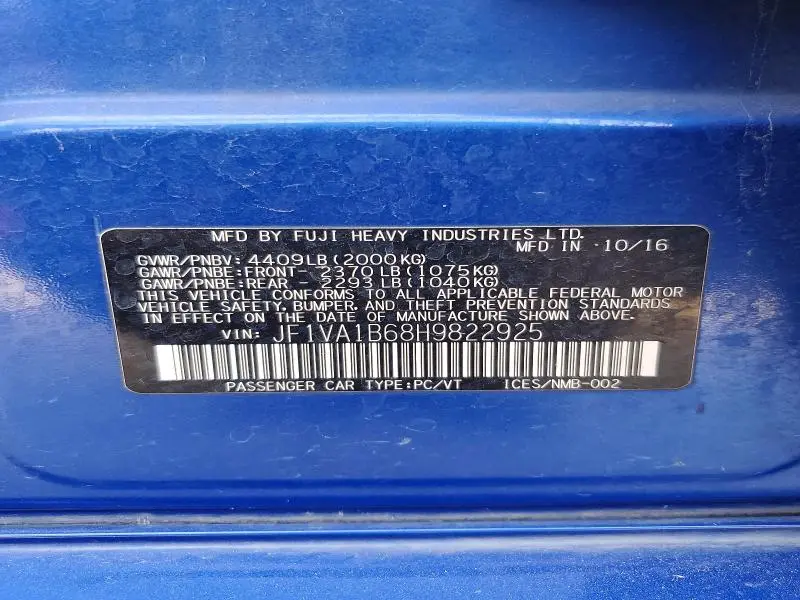 MFD BY FUJI HEAVY INDUSTRIES LTD.
MFD IN 10/16
GVWR/PNBV: 4409LB (2000KG)
GAWR/PNBE:FRONT- 2370LB (1075KG)
GAWR/PNBE:REAR - 2293LB (1040KG)
THIS VEHICLE CONFORMS TO ALL APPLICABLE FEDERAL MOTOR
VEHICLE SAFETY, BUMPER, AND THEFT PREVENTION STANDARDS
IN EFFECT ON THE DATE OF MANUFACTURE SHOWN ABOVE.
VIN: JF1VA1B68H9822925
PASSENGER CAR TYPE:PC/VT ICES/NMB-002